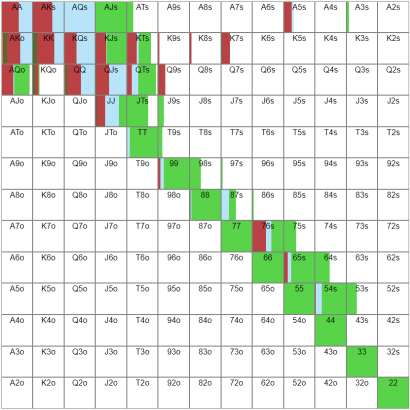 AA AKs AQs AJs ATs A9s A8s A7s A6s A5s A4s A3s A2s
AKo KK KQs KJs KTs K9s K8s K7s K6s K5s K4s K3s K2s
AQo KQo QQ QJs QTs Q9s Q8s Q7s Q6s Q5s Q4s Q3s Q2s
AJo KJo QJo JJ JTs J9s J8s J7s J6s J5s J4s J3s J2s
ATo KTo QTo JTo TT T9s T8s T7s T6s T5s T4s T3s T2s
A9o K9o Q9o J9o T9o 99 98s 97s 96s 95s 94s 93s 92s
A8o K8o Q8o J8o T8o 98o 88 87s 86s 85s 84s 83s 82s
A7o K7o Q7o J7o T7o 97o 87o 77 76s 75s 74s 73s 72s
A6o K6o Q6o J6o T6o 96o 86o 76o 66 65s 64s 63s 62s
A5o K5o Q5o J5o T5o 95o 85o 75o 65o 55 54s 53s 52s
A4o K4o Q4o J4o T4o 94o 84o 74o 64o 54o 44 43s 42s
A3o K3o Q3o J3o T3o 93o 83o 73o 63o 53o 43o 33 32s
A2o K2o Q2o J2o T2o 92o 82o 72o 62o 52o 42o 32o 22